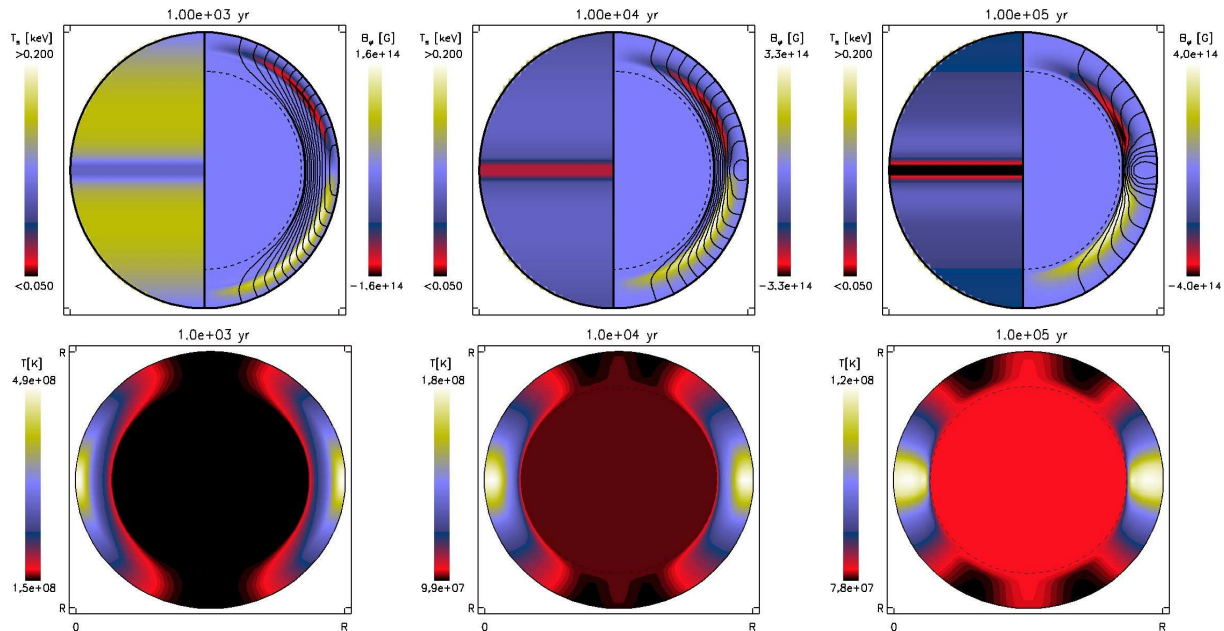 1.00e+03 yr
T_s [keV]
>0.200
<0.050
B_φ [G]
1.6e+14
−1.6e+14
1.00e+04 yr
T_s [keV]
>0.200
<0.050
B_φ [G]
3.3e+14
−3.3e+14
1.00e+05 yr
T_s [keV]
>0.200
<0.050
B_φ [G]
4.0e+14
−4.0e+14
1.0e+03 yr
T[K]
4.9e+08
1.5e+08
R
R
0
R
1.0e+04 yr
T[K]
1.8e+08
9.9e+07
R
R
0
R
1.0e+05 yr
T[K]
1.2e+08
7.8e+07
R
R
0
R